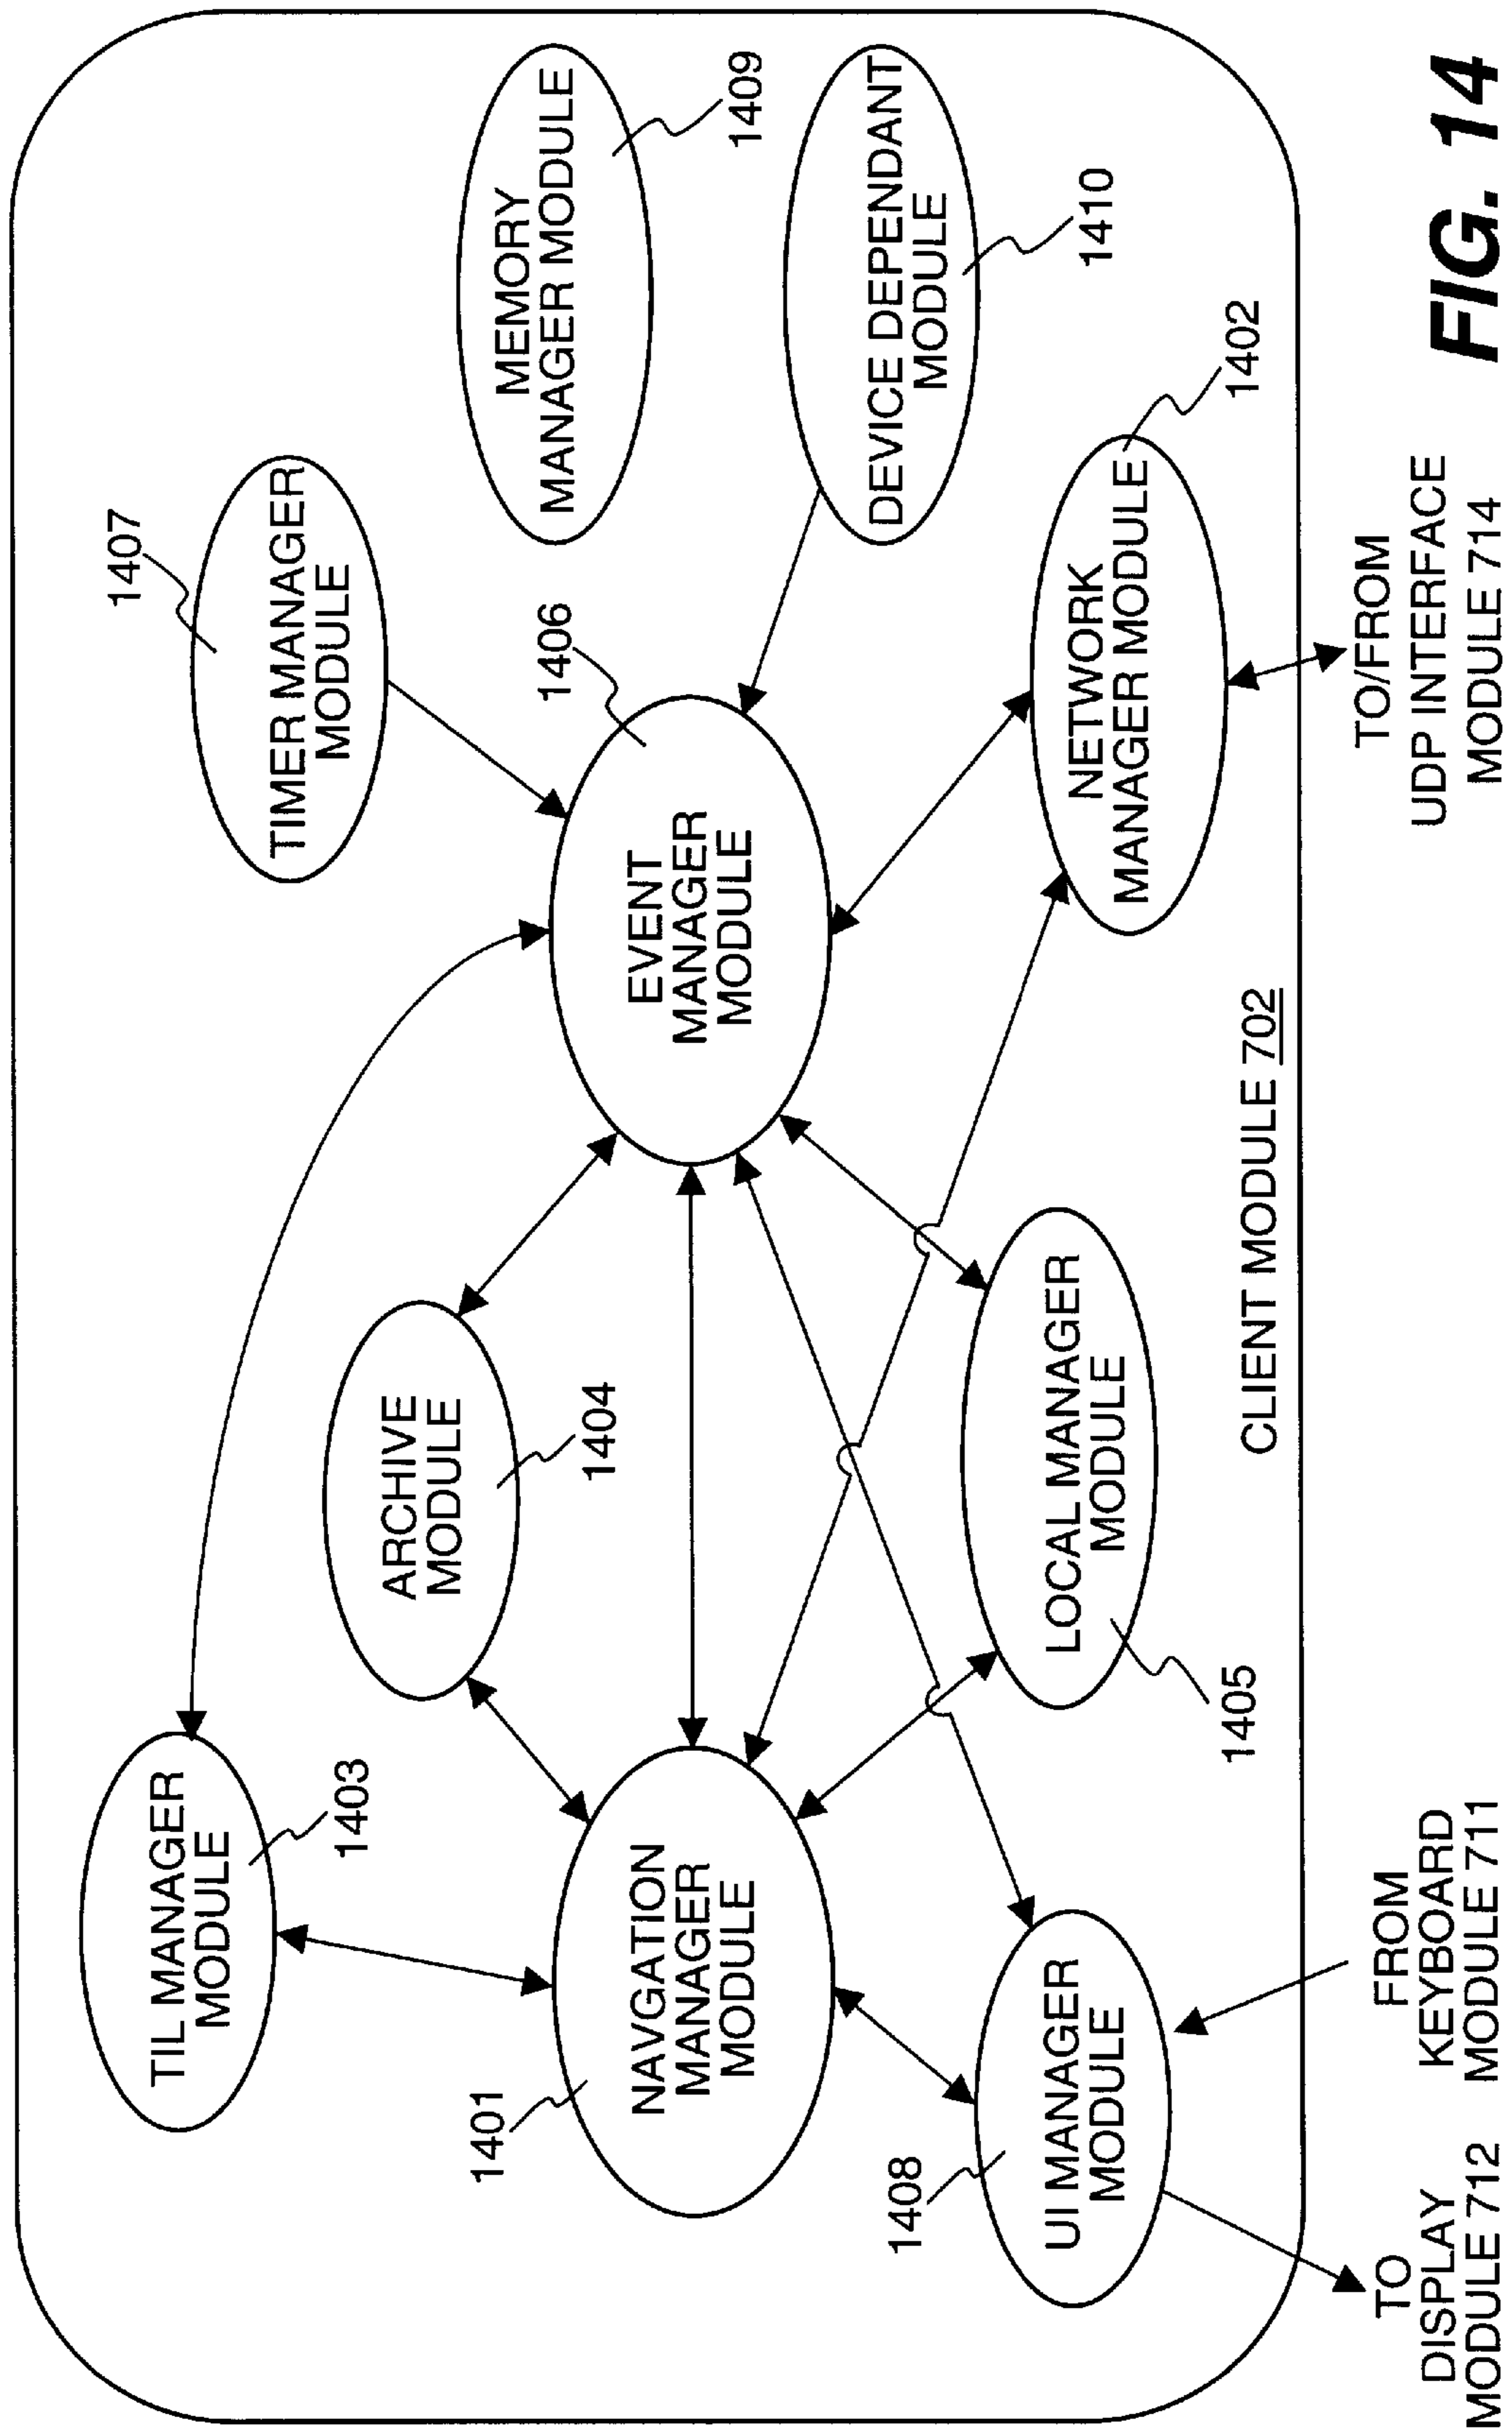 TIL MANAGER
MODULE
1403
TIMER MANAGER
MODULE
1407
ARCHIVE
MODULE
1404
MEMORY
MANAGER MODULE
1409
1401
NAVGATION
MANAGER
MODULE
EVENT
MANAGER
MODULE
1406
DEVICE DEPENDANT
MODULE
1410
1408
UI MANAGER
MODULE
LOCAL MANAGER
MODULE
1405
NETWORK
MANAGER MODULE
1402
CLIENT MODULE 702
TO
DISPLAY
MODULE 712
FROM
KEYBOARD
MODULE 711
TO/FROM
UDP INTERFACE
MODULE 714
FIG. 14